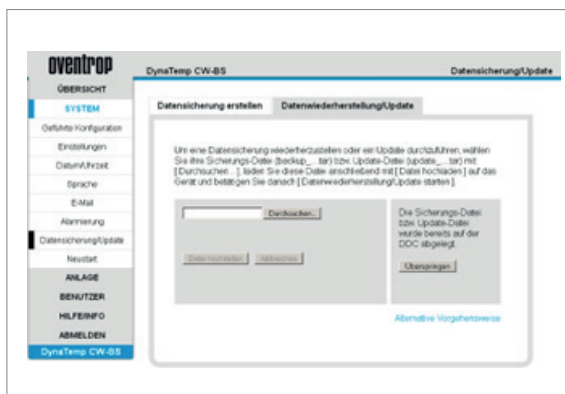 oventrop
DynaTemp CW-BS
Datensicherung/Update
ÜBERSICHT
SYSTEM
Geführte Konfiguration
Einstellungen
Datum/Uhrzeit
Sprache
E-Mail
Alarmierung
Datensicherung/Update
Neustart
ANLAGE
BENUTZER
HILFE/INFO
ABMELDEN
DynaTemp CW-BS
Datensicherung erstellen
Datenwiederherstellung/Update
Um eine Datensicherung wiederherzustellen oder ein Update durchzuführen, wählen
Sie ihre Sicherungs-Datei (backup_...tar) bzw. Update-Datei (update_...tar) mit
[Durchsuchen...], laden Sie diese Datei anschließend mit [Datei hochladen] auf das
Gerät und betätigen Sie danach [Datenwiederherstellung/Update starten].
Durchsuchen...
Datei hochladen
Abbrechen
Die Sicherungs-Datei
bzw. Update-Datei
wurde bereits auf der
DDC abgelegt.
Überspringen
Alternative Vorgehensweise